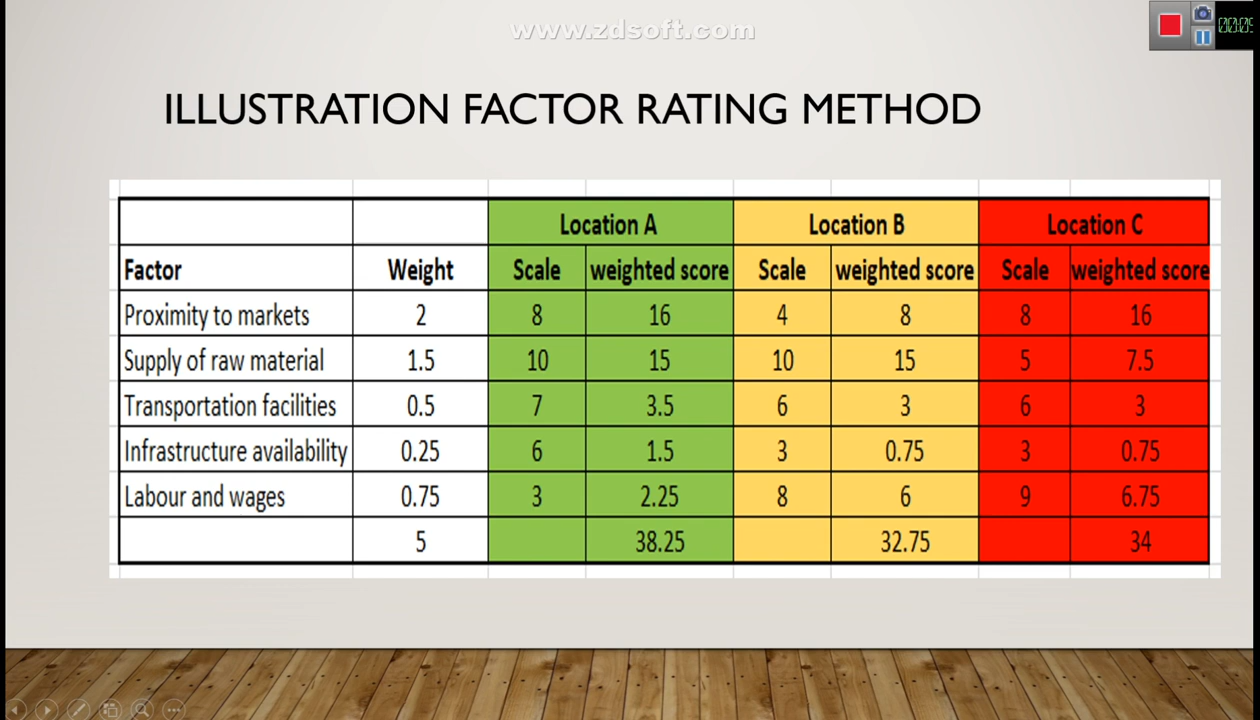 www.zdsoft.com
ILLUSTRATION FACTOR RATING METHOD
Location A Location B Location C
Factor Weight Scale weighted score Scale weighted score Scale weighted score
Proximity to markets 2 8 16 4 8 8 16
Supply of raw material 1.5 10 15 10 15 5 7.5
Transportation facilities 0.5 7 3.5 6 3 6 3
Infrastructure availability 0.25 6 1.5 3 0.75 3 0.75
Labour and wages 0.75 3 2.25 8 6 9 6.75
5 38.25 32.75 34